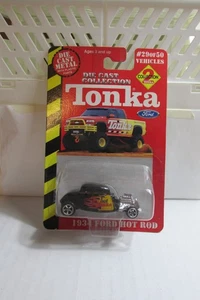 DIE CAST METAL
Ages 3 and up
#29 of 50
VEHICLES
DIE CAST
COLLECTION
Tonka
Ford
1934 FORD HOT ROD